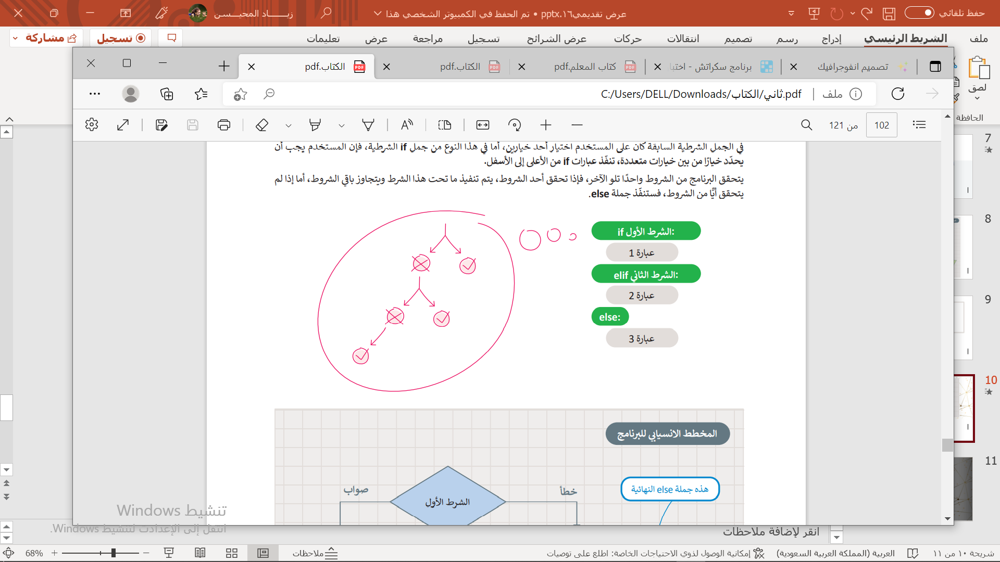 حفظ تلقائي
عرض تقديمي١٦.pptx • تم الحفظ في الكمبيوتر الشخصي هذا
زيـــــاد المحيـــسن
ملف
الشريط الرئيسي
إدراج
رسم
تصميم
انتقالات
حركات
عرض الشرائح
تسجيل
مراجعة
عرض
تعليمات
تسجيل
مشاركة
لصق
الحافظة
تصميم انفوجرافيك
برنامج سكراتش - اختبا
كتاب المعلم.pdf
الكتاب.pdf
الكتاب.pdf
ملف
C:/Users/DELL/Downloads/ثاني/الكتاب.pdf
102
من 121
في الجمل الشرطية السابقة كان على المستخدم اختيار أحد خيارين، أما في هذا النوع من جمل if الشرطية، فإن المستخدم يجب أن
يحدّد خيارًا من بين خيارات متعددة، تنفّذ عبارات if من الأعلى إلى الأسفل.
يتحقق البرنامج من الشروط واحدًا تلو الآخر، فإذا تحقق أحد الشروط، يتم تنفيذ ما تحت هذا الشرط ويتجاوز باقي الشروط، أما إذا لم
يتحقق أيًّا من الشروط، فستنفّذ جملة else.
if الشرط الأول:
عبارة 1
elif الشرط الثاني:
عبارة 2
else:
عبارة 3
المخطط الانسيابي للبرنامج
هذه جملة else النهائية
خطأ
الشرط الأول
صواب
7
8
9
10
11
تنشيط Windows
انتقل إلى الإعدادت لتنشيط Windows.
انقر لإضافة ملاحظات
شريحة ١٠ من ١١
العربية (المملكة العربية السعودية)
إمكانية الوصول لذوي الاحتياجات الخاصة: اطلع على توصيات
ملاحظات
68%